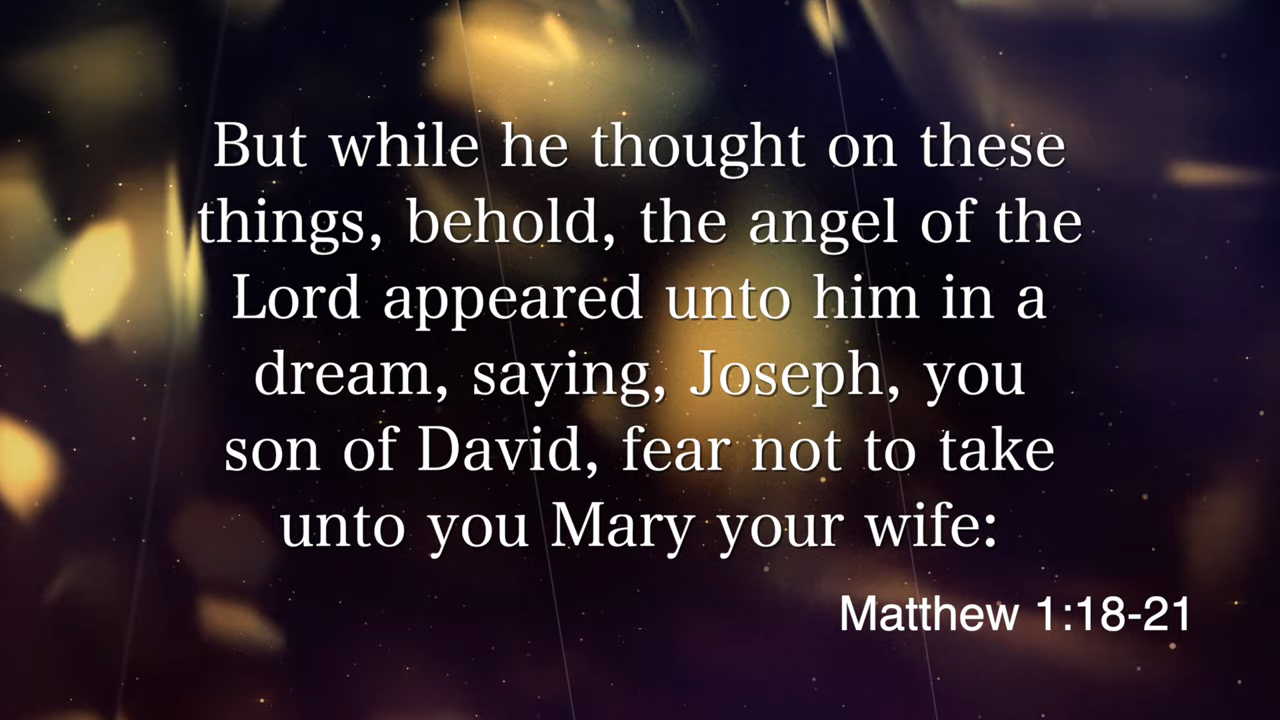 But while he thought on these
things, behold, the angel of the
Lord appeared unto him in a
dream, saying, Joseph, you
son of David, fear not to take
unto you Mary your wife:
Matthew 1:18-21